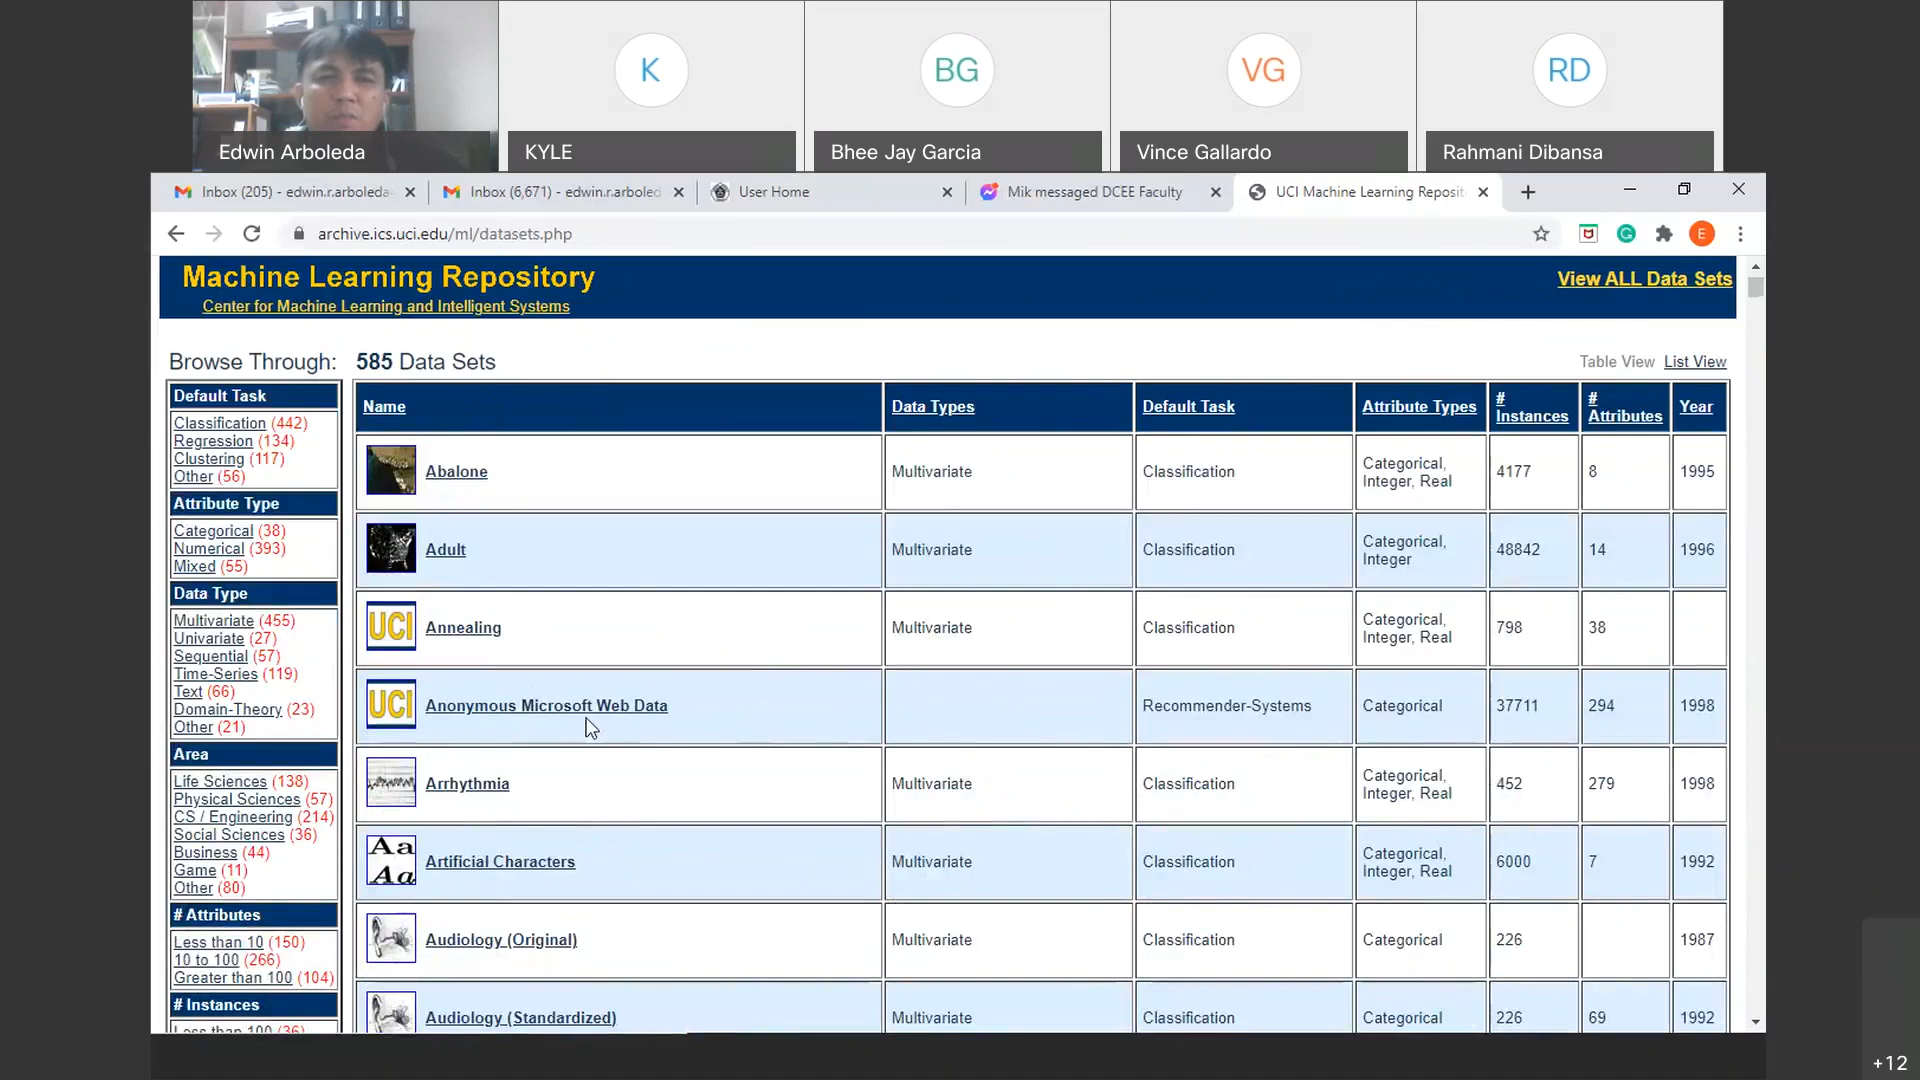 K
BG
VG
RD
Edwin Arboleda
KYLE
Bhee Jay Garcia
Vince Gallardo
Rahmani Dibansa
Inbox (205) - edwin.r.arboleda
Inbox (6,671) - edwin.r.arboled
User Home
Mik messaged DCEE Faculty
UCI Machine Learning Reposit
archive.ics.uci.edu/ml/datasets.php
E
Machine Learning Repository
View ALL Data Sets
Center for Machine Learning and Intelligent Systems
Browse Through:
585 Data Sets
Table View List View
Default Task
Classification (442)
Regression (134)
Clustering (117)
Other (56)
Attribute Type
Categorical (38)
Numerical (393)
Mixed (55)
Data Type
Multivariate (455)
Univariate (27)
Sequential (57)
Time-Series (119)
Text (66)
Domain-Theory (23)
Other (21)
Area
Life Sciences (138)
Physical Sciences (57)
CS / Engineering (214)
Social Sciences (36)
Business (44)
Game (11)
Other (80)
# Attributes
Less than 10 (150)
10 to 100 (266)
Greater than 100 (104)
# Instances
Less than 100 (36)
Name Data Types Default Task Attribute Types # Instances # Attributes Year
Abalone Multivariate Classification Categorical, Integer, Real 4177 8 1995
Adult Multivariate Classification Categorical, Integer 48842 14 1996
UCI Annealing Multivariate Classification Categorical, Integer, Real 798 38
UCI Anonymous Microsoft Web Data Recommender-Systems Categorical 37711 294 1998
Arrhythmia Multivariate Classification Categorical, Integer, Real 452 279 1998
Aa Aa Artificial Characters Multivariate Classification Categorical, Integer, Real 6000 7 1992
Audiology (Original) Multivariate Classification Categorical 226 1987
Audiology (Standardized) Multivariate Classification Categorical 226 69 1992
+12